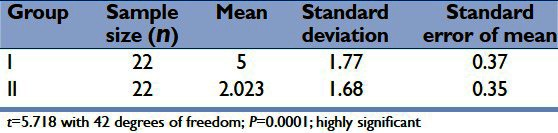 Group Sample size (n) Mean Standard deviation Standard error of mean
I 22 5 1.77 0.37
II 22 2.023 1.68 0.35
t=5.718 with 42 degrees of freedom; P=0.0001; highly significant